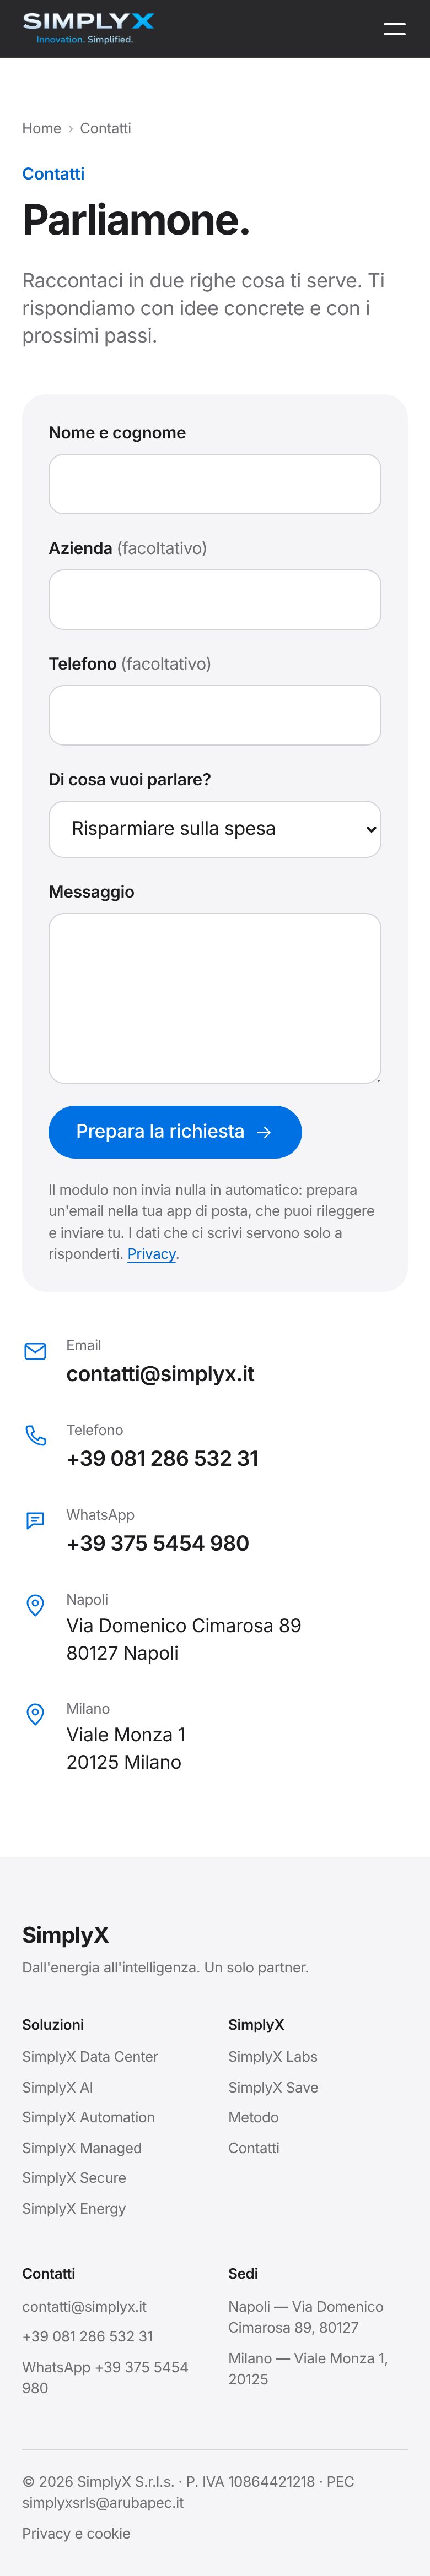 SIMPLYX
Innovation. Simplified.
Home › Contatti
Contatti
Parliamone.
Raccontaci in due righe cosa ti serve. Ti
rispondiamo con idee concrete e con i
prossimi passi.
Nome e cognome
Azienda (facoltativo)
Telefono (facoltativo)
Di cosa vuoi parlare?
Risparmiare sulla spesa
Messaggio
Prepara la richiesta →
Il modulo non invia nulla in automatico: prepara
un'email nella tua app di posta, che puoi rileggere
e inviare tu. I dati che ci scrivi servono solo a
risponderti. Privacy.
Email
contatti@simplyx.it
Telefono
+39 081 286 532 31
WhatsApp
+39 375 5454 980
Napoli
Via Domenico Cimarosa 89
80127 Napoli
Milano
Viale Monza 1
20125 Milano
SimplyX
Dall'energia all'intelligenza. Un solo partner.
Soluzioni
SimplyX Data Center
SimplyX AI
SimplyX Automation
SimplyX Managed
SimplyX Secure
SimplyX Energy
SimplyX
SimplyX Labs
SimplyX Save
Metodo
Contatti
Contatti
contatti@simplyx.it
+39 081 286 532 31
WhatsApp +39 375 5454
980
Sedi
Napoli — Via Domenico
Cimarosa 89, 80127
Milano — Viale Monza 1,
20125
© 2026 SimplyX S.r.l.s. · P. IVA 10864421218 · PEC
simplyxsrls@arubapec.it
Privacy e cookie